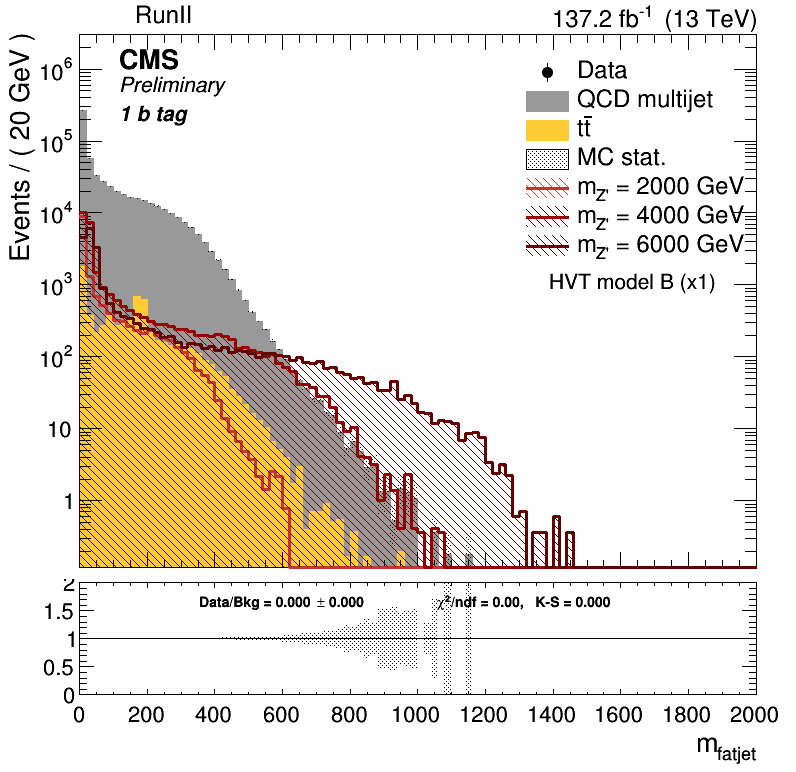 RunII
137.2 fb⁻¹ (13 TeV)
CMS
Preliminary
1 b tag
Data
QCD multijet
tt̄
MC stat.
m_Z' = 2000 GeV
m_Z' = 4000 GeV
m_Z' = 6000 GeV
HVT model B (x1)
Events / ( 20 GeV )
10⁶
10⁵
10⁴
10³
10²
10
1
Data/Bkg = 0.000 ± 0.000
χ²/ndf = 0.00, K-S = 0.000
2
1.5
1
0.5
0
0 200 400 600 800 1000 1200 1400 1600 1800 2000
m_fatjet